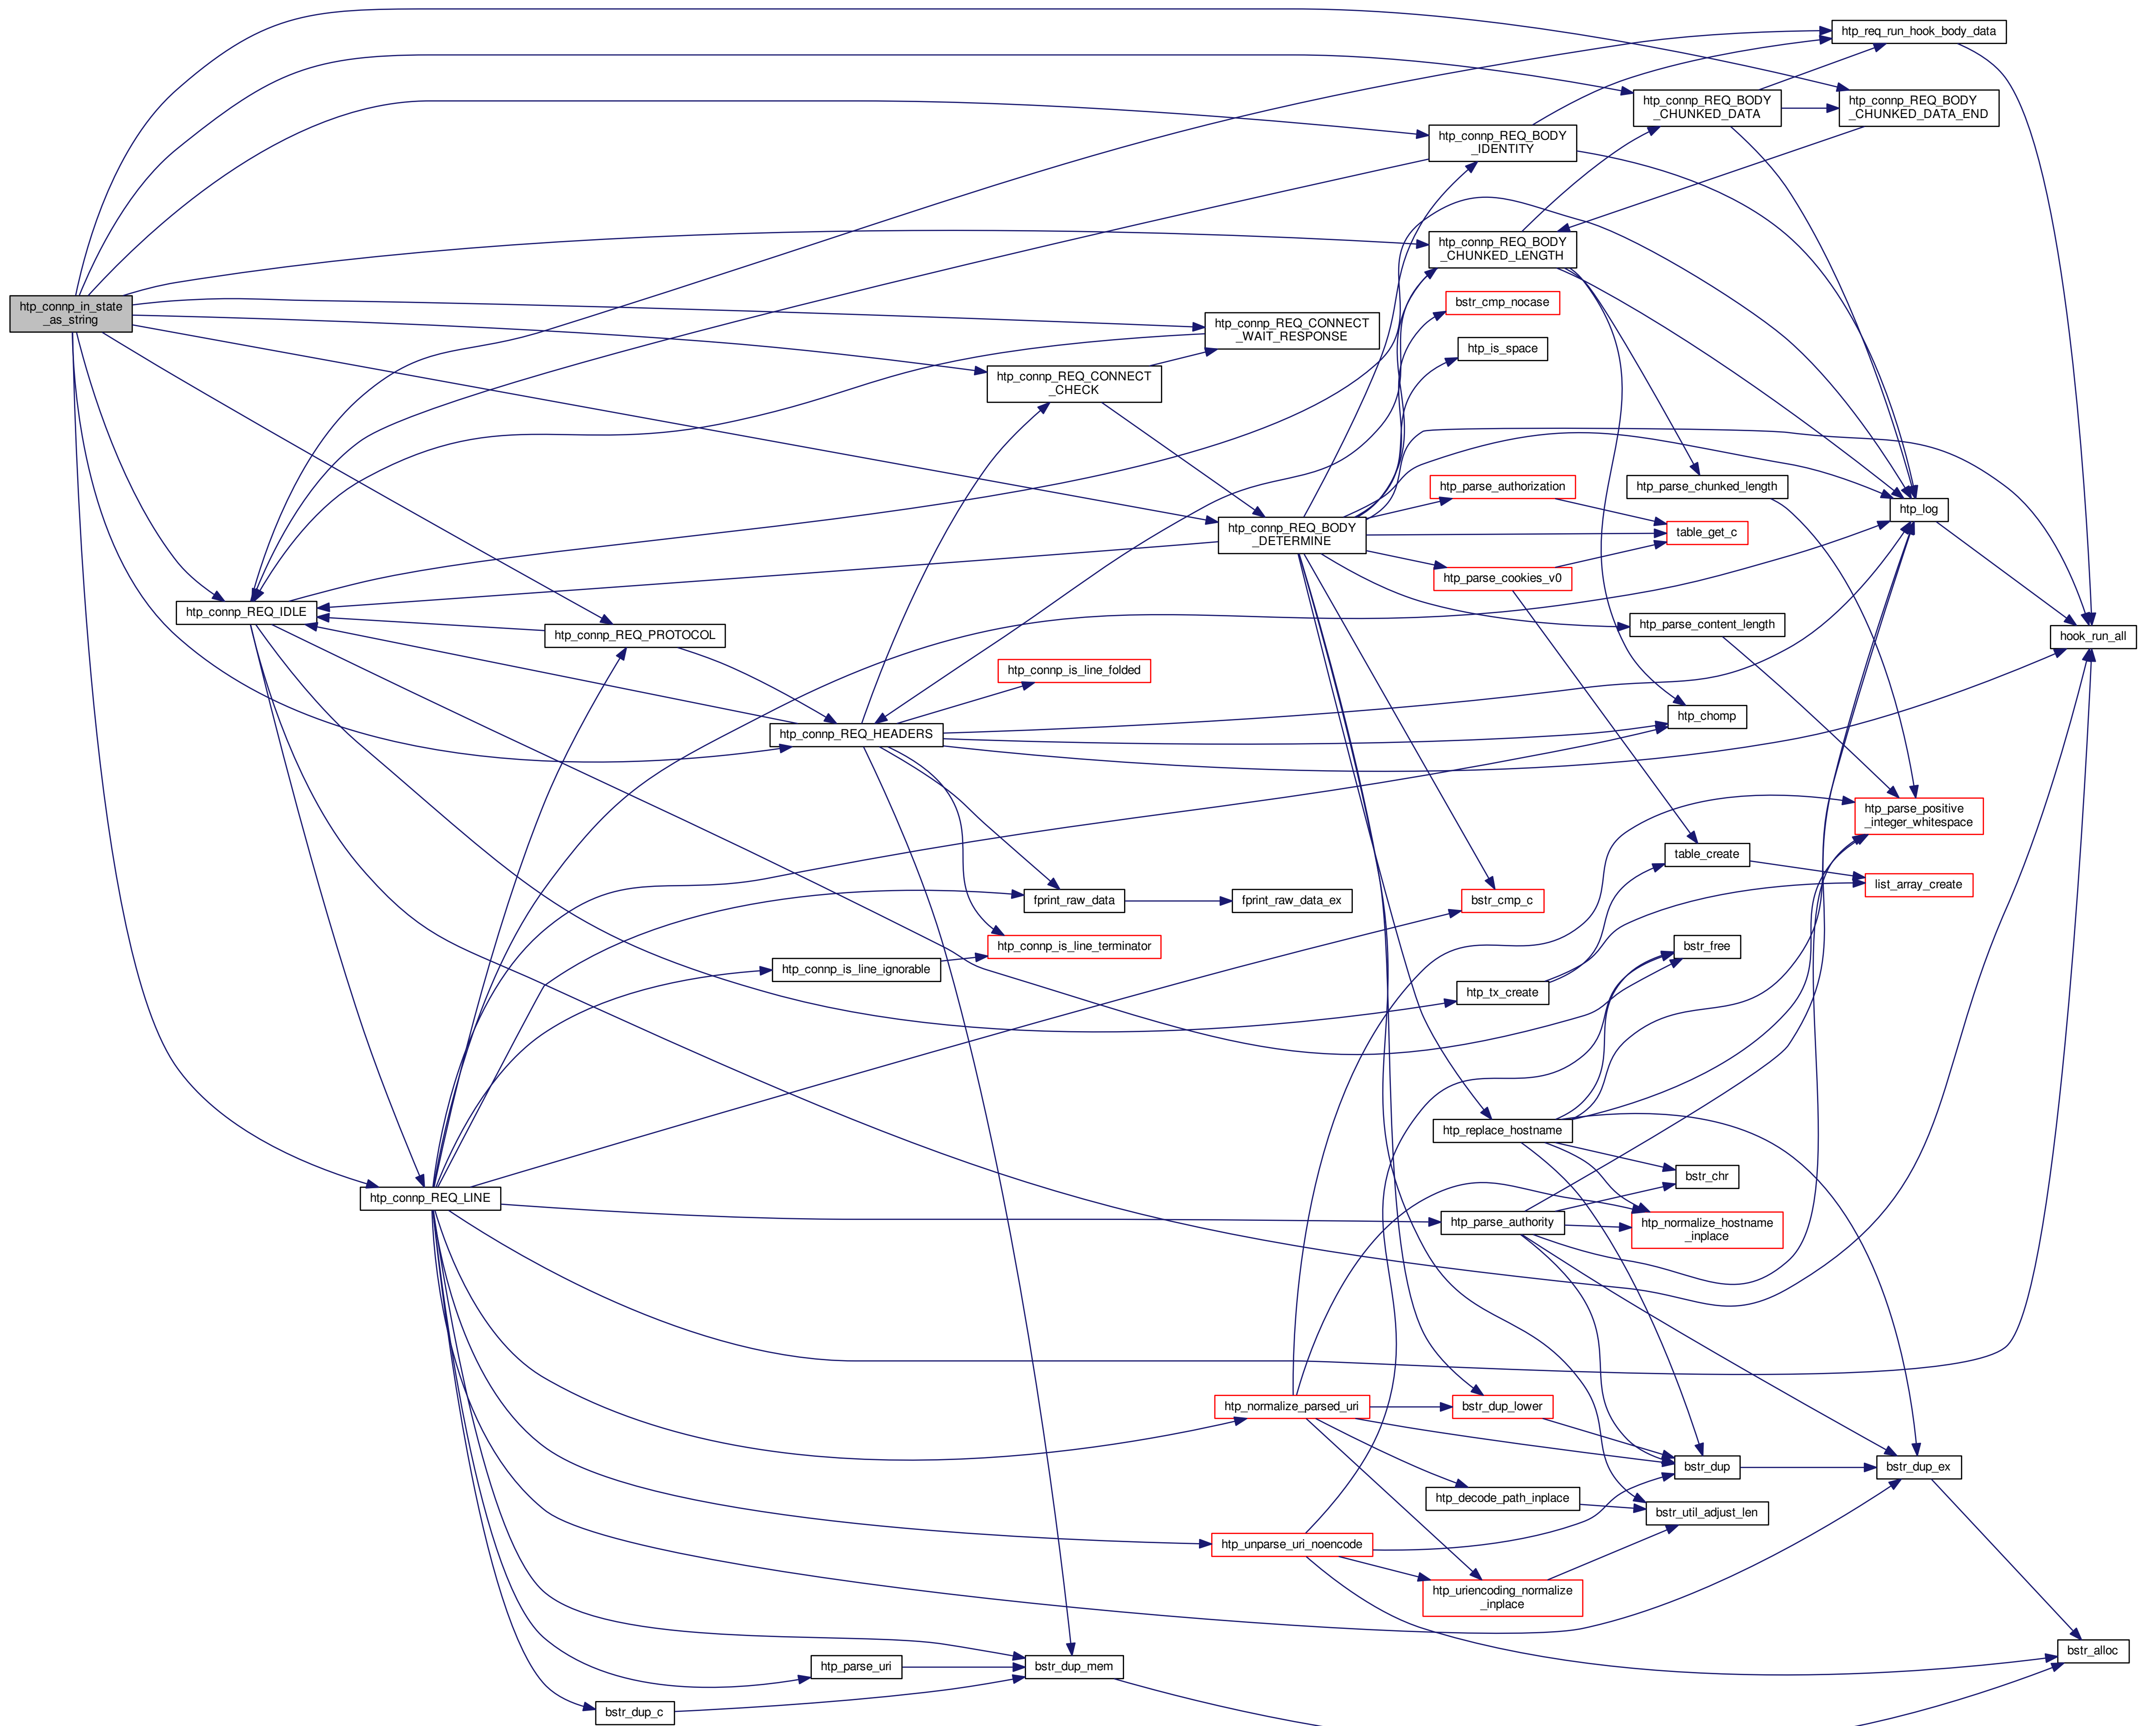 htp_req_run_hook_body_data
htp_connp_REQ_BODY
_CHUNKED_DATA
htp_connp_REQ_BODY
_CHUNKED_DATA_END
htp_connp_REQ_BODY
_IDENTITY
htp_connp_REQ_BODY
_CHUNKED_LENGTH
htp_connp_in_state
_as_string
bstr_cmp_nocase
htp_connp_REQ_CONNECT
_WAIT_RESPONSE
htp_is_space
htp_connp_REQ_CONNECT
_CHECK
htp_parse_authorization
htp_parse_chunked_length
htp_log
htp_connp_REQ_BODY
_DETERMINE
table_get_c
htp_parse_cookies_v0
htp_connp_REQ_IDLE
htp_connp_REQ_PROTOCOL
htp_parse_content_length
hook_run_all
htp_connp_is_line_folded
htp_chomp
htp_connp_REQ_HEADERS
htp_parse_positive
_integer_whitespace
table_create
list_array_create
fprint_raw_data
fprint_raw_data_ex
bstr_cmp_c
htp_connp_is_line_terminator
bstr_free
htp_connp_is_line_ignorable
htp_tx_create
htp_replace_hostname
bstr_chr
htp_connp_REQ_LINE
htp_parse_authority
htp_normalize_hostname
_inplace
htp_normalize_parsed_uri
bstr_dup_lower
bstr_dup
bstr_dup_ex
htp_decode_path_inplace
bstr_util_adjust_len
htp_unparse_uri_noencode
htp_uriencoding_normalize
_inplace
bstr_alloc
htp_parse_uri
bstr_dup_mem
bstr_dup_c